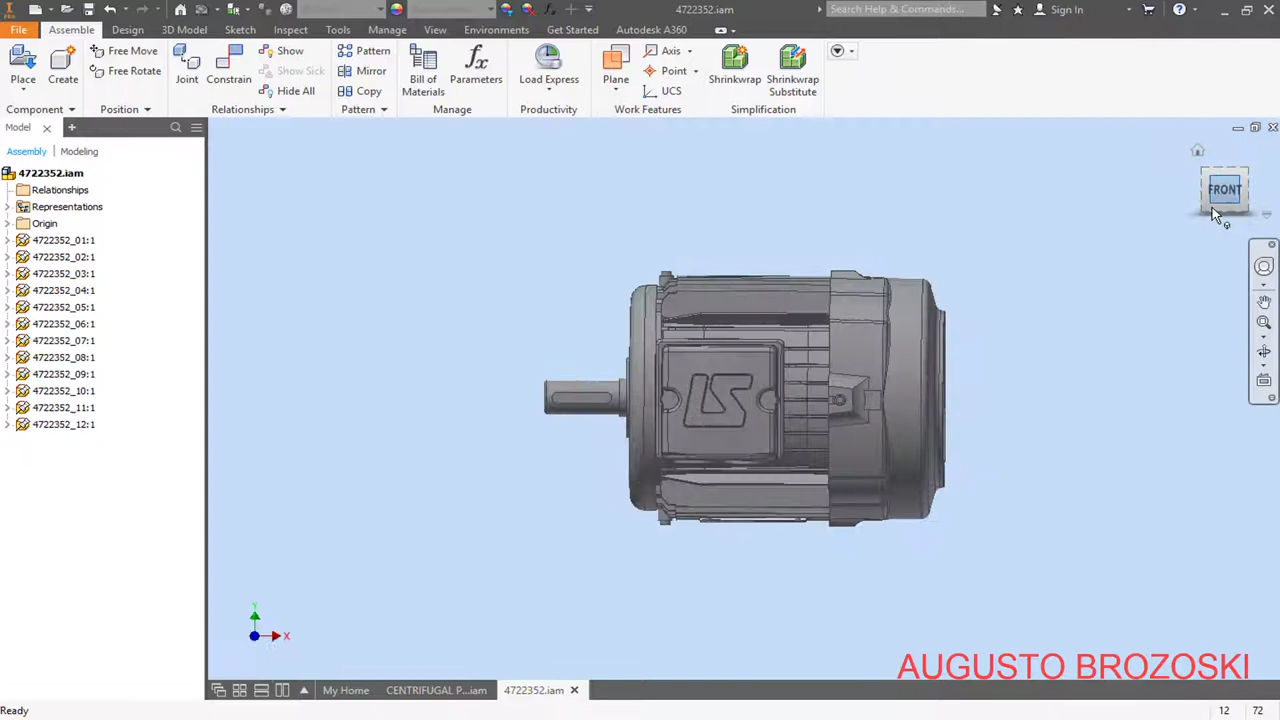 4722352.iam
Search Help & Commands...
Sign In
PRO
File Assemble Design 3D Model Sketch Inspect Tools Manage View Environments Get Started Autodesk A360
Place Create Free Move Free Rotate Joint Constrain Show Show Sick Hide All Pattern Mirror Copy Bill of Materials Parameters Load Express Plane Axis Point UCS Shrinkwrap Shrinkwrap Substitute
Component Position Relationships Pattern Manage Productivity Work Features Simplification
Model
Assembly Modeling
4722352.iam
Relationships
Representations
Origin
4722352_01:1
4722352_02:1
4722352_03:1
4722352_04:1
4722352_05:1
4722352_06:1
4722352_07:1
4722352_08:1
4722352_09:1
4722352_10:1
4722352_11:1
4722352_12:1
FRONT
Y
X
AUGUSTO BROZOSKI
My Home CENTRIFUGAL P...iam 4722352.iam
Ready 12 72